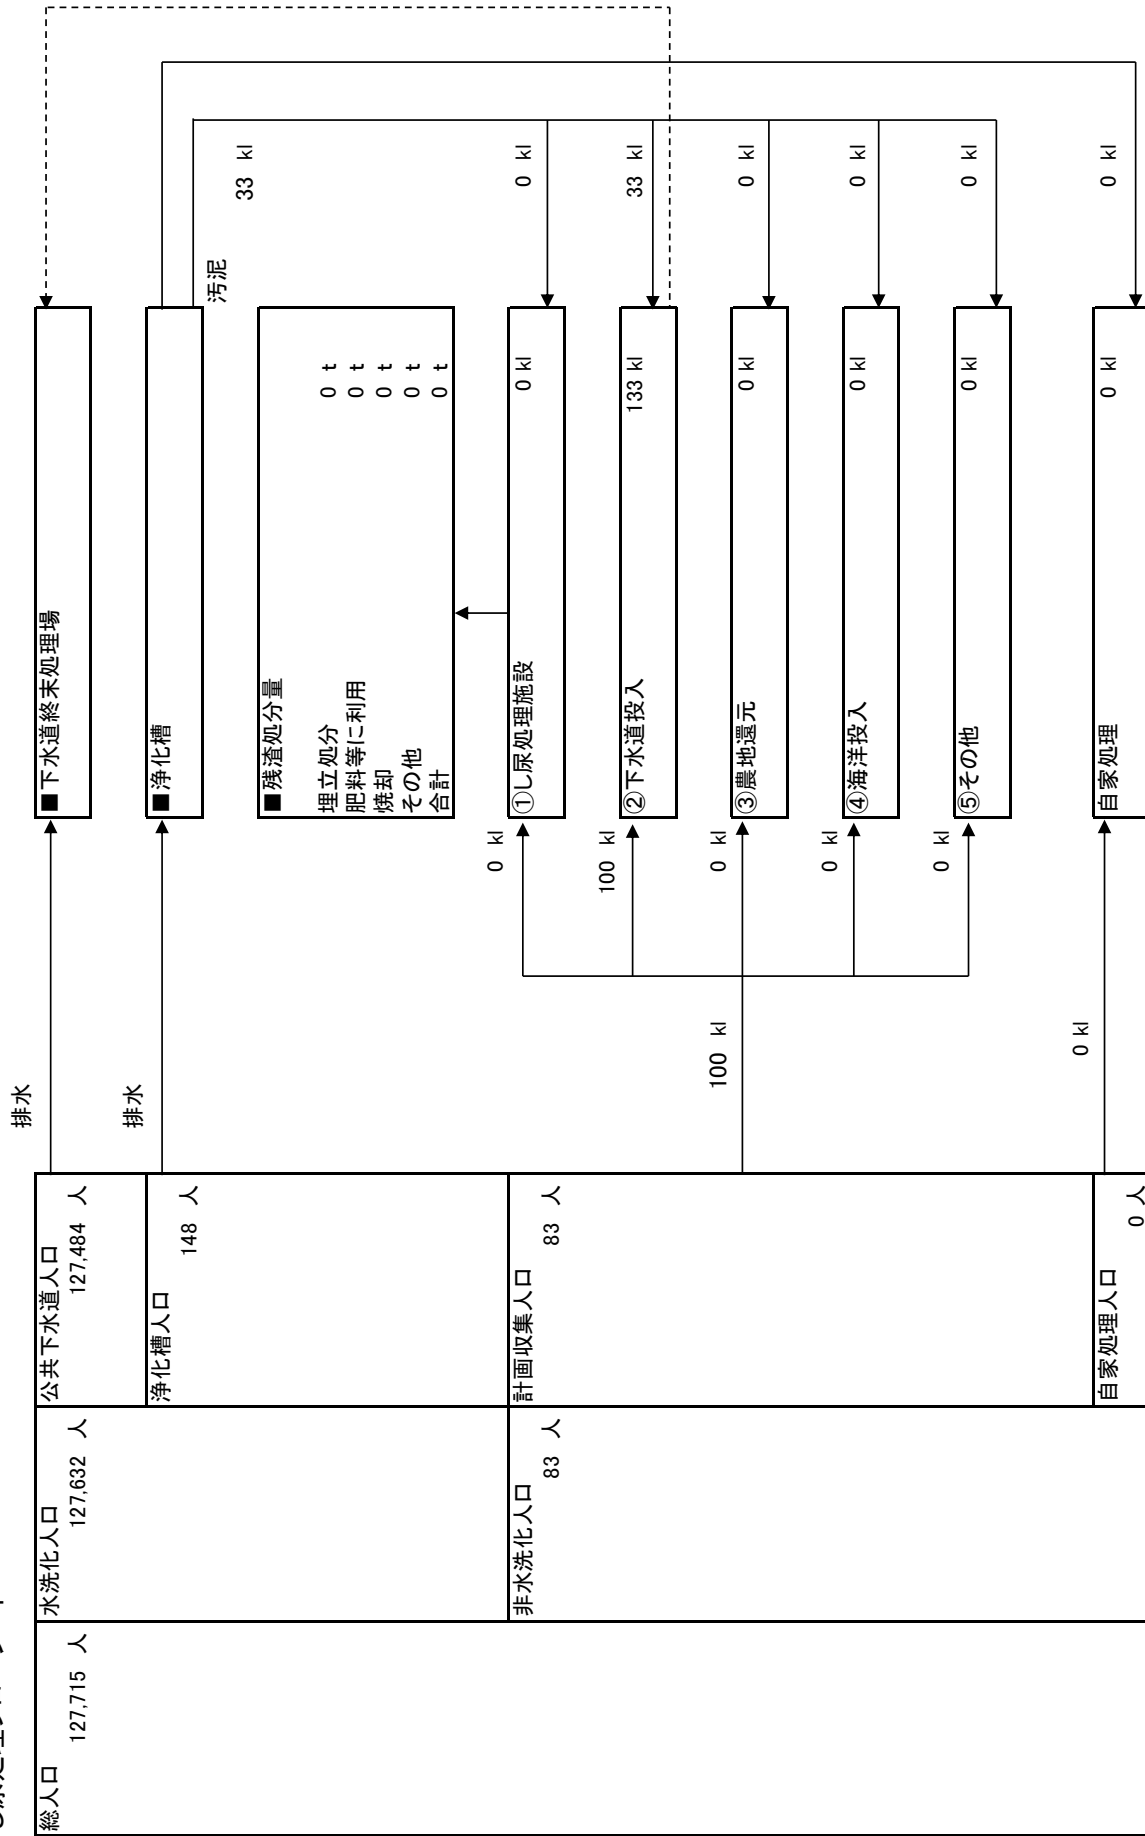 総人口
127,715 人
水洗化人口
127,632 人
非水洗化人口
83 人
公共下水道人口
127,484 人
浄化槽人口
148 人
計画収集人口
83 人
自家処理人口
0 人
排水
排水
100 kl
0 kl
0 kl
100 kl
0 kl
0 kl
0 kl
■下水道終末処理場
■浄化槽
汚泥
33 kl
■残渣処分量
埋立処分 0 t
肥料等に利用 0 t
焼却 0 t
その他 0 t
合計 0 t
①し尿処理施設 0 kl
②下水道投入 133 kl
③農地還元 0 kl
④海洋投入 0 kl
⑤その他 0 kl
自家処理 0 kl
0 kl
33 kl
0 kl
0 kl
0 kl
0 kl